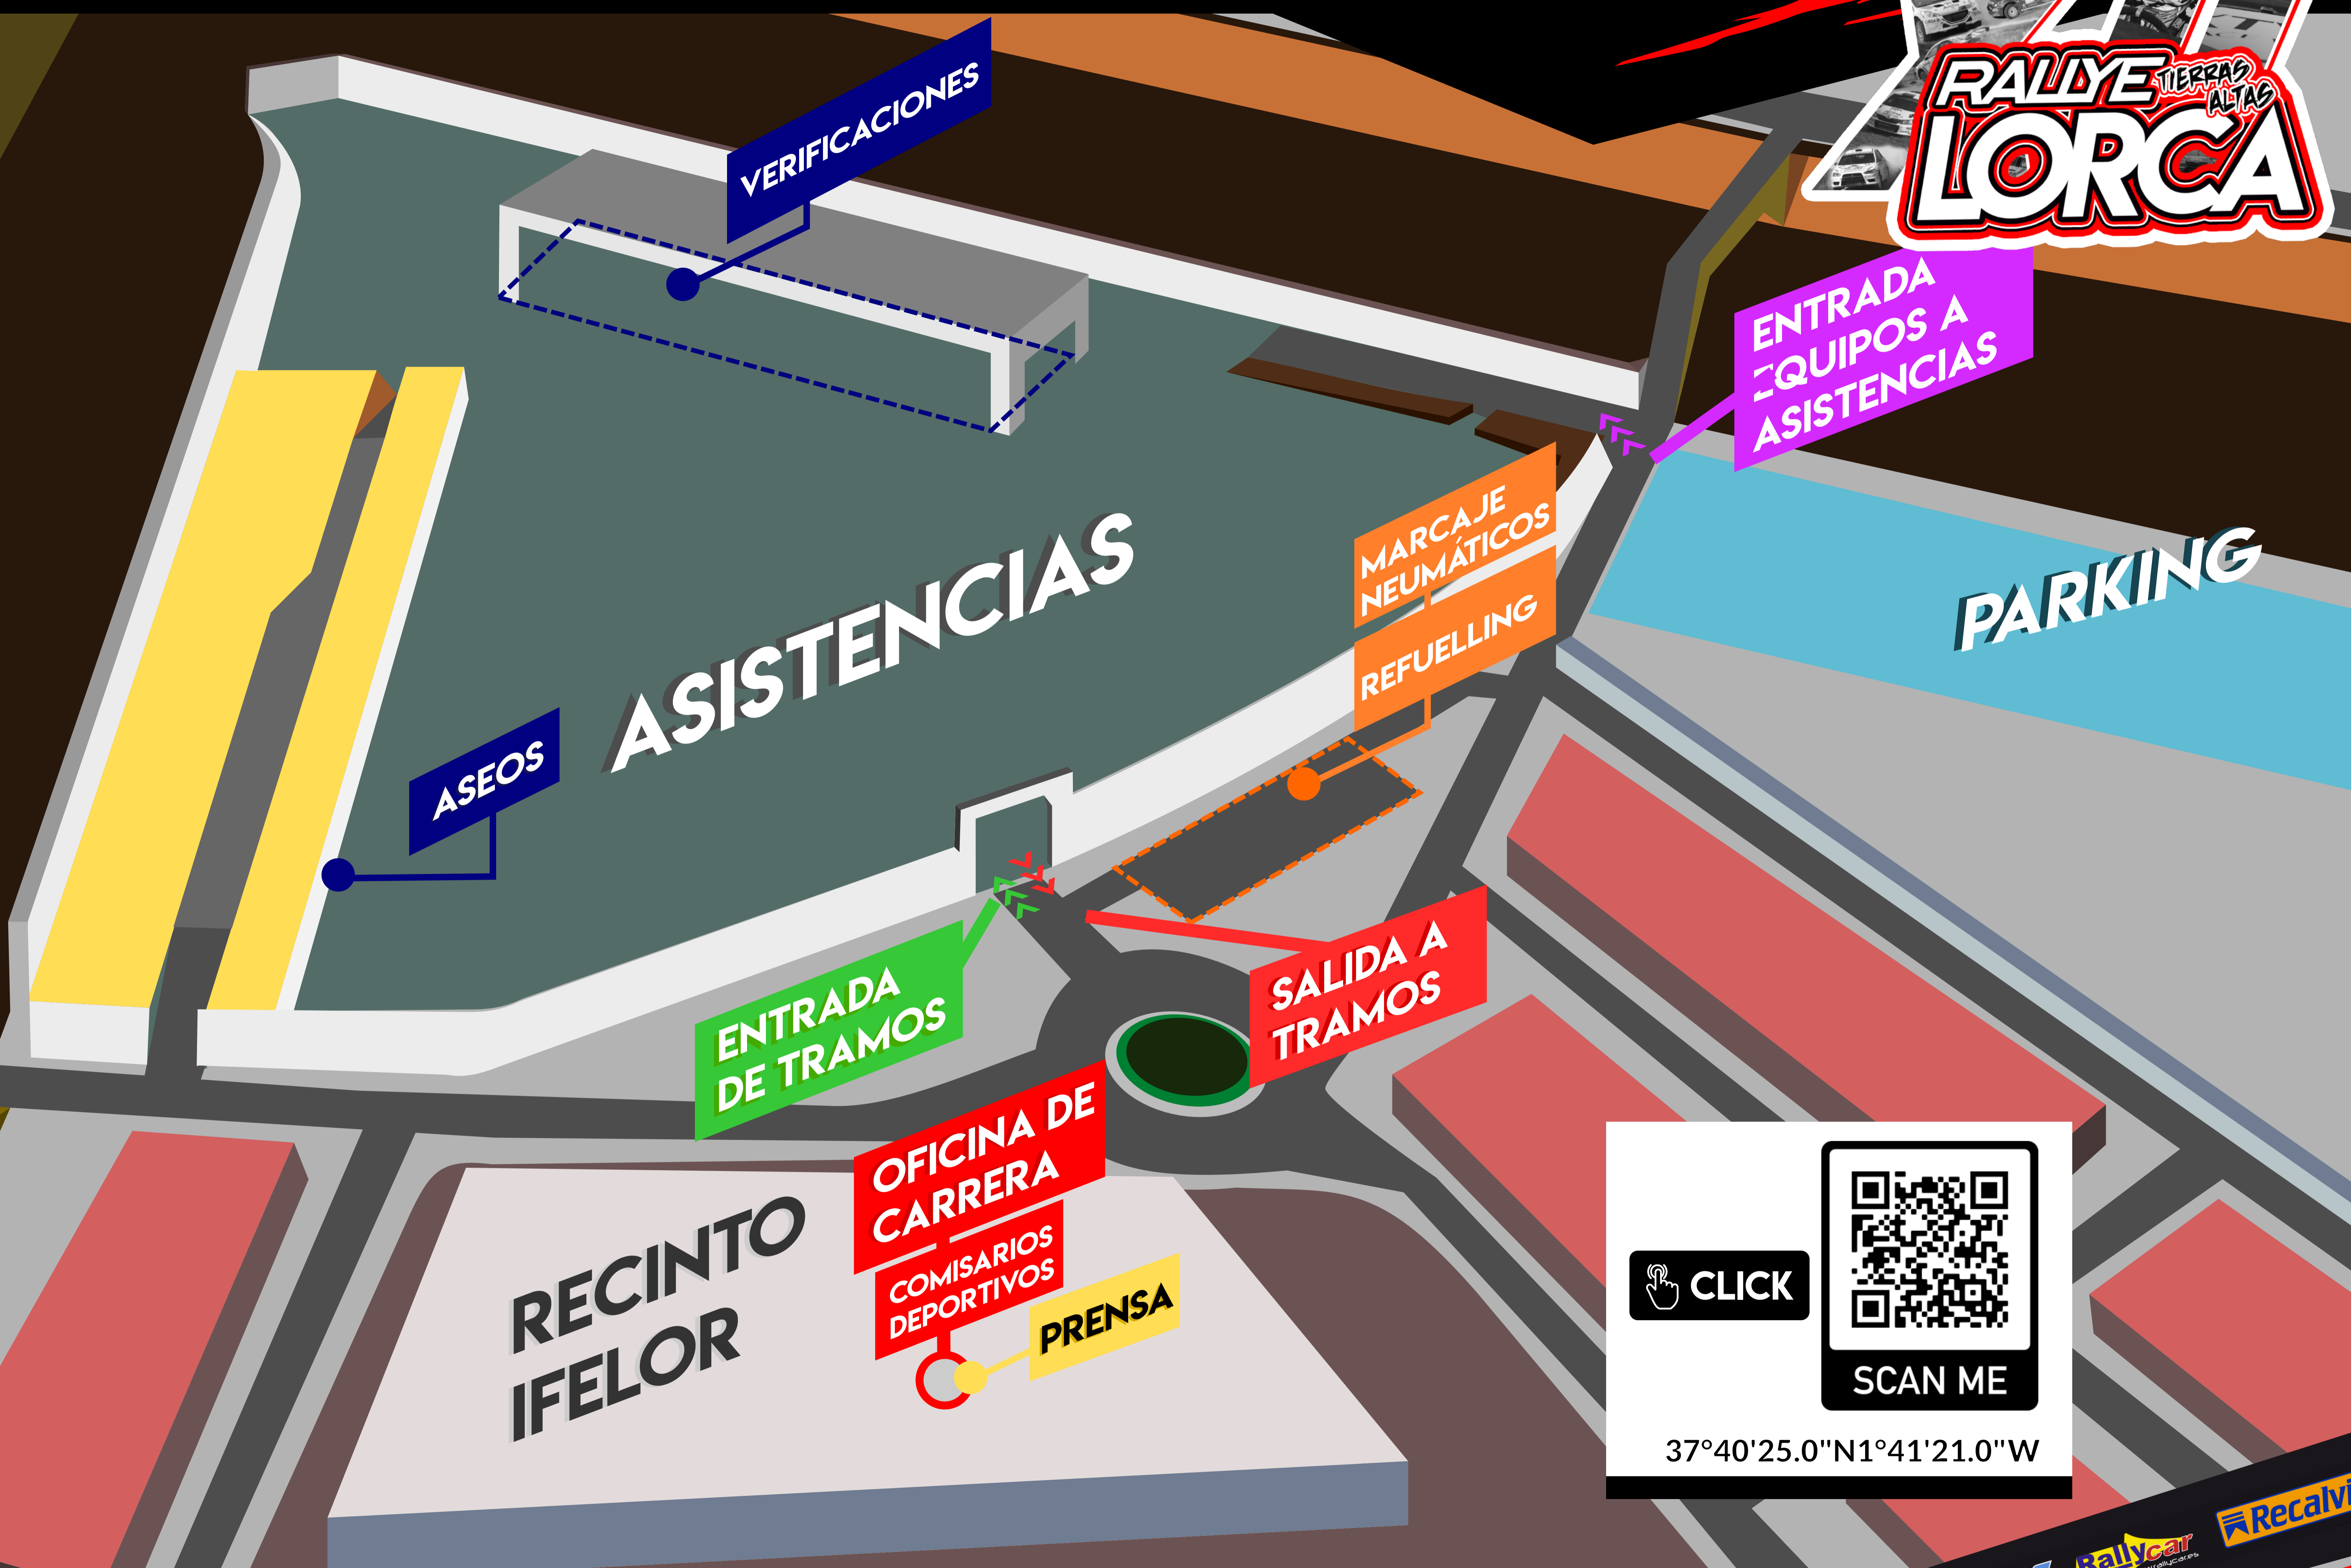 RALLYE TIERRAS
ALTAS
LORCA
VERIFICACIONES
ENTRADA
EQUIPOS A
ASISTENCIAS
MARCAJE
NEUMÁTICOS
REFUELLING
PARKING
ASISTENCIAS
ASEOS
ENTRADA
DE TRAMOS
SALIDA A
TRAMOS
OFICINA DE
CARRERA
COMISARIOS
DEPORTIVOS
PRENSA
RECINTO
IFELOR
CLICK
SCAN ME
37°40'25.0"N1°41'21.0"W
Recalvi
Rallycar